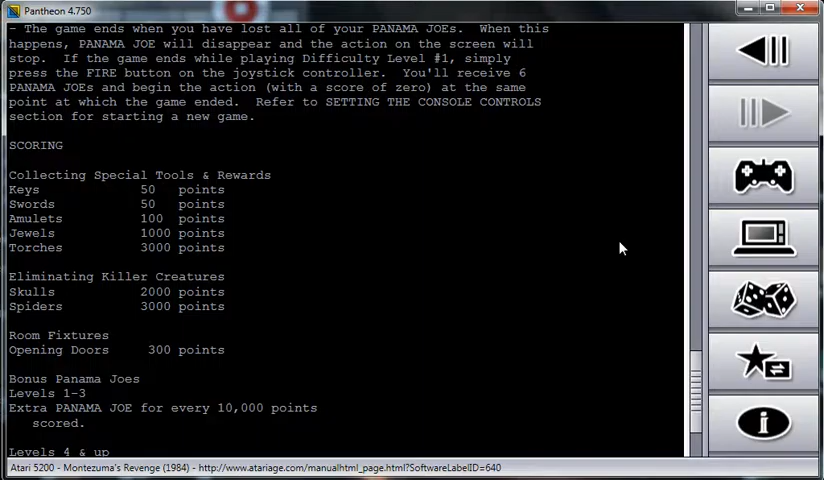 Pantheon 4.750
- The game ends when you have lost all of your PANAMA JOEs. When this
happens, PANAMA JOE will disappear and the action on the screen will
stop. If the game ends while playing Difficulty Level #1, simply
press the FIRE button on the joystick controller. You'll receive 6
PANAMA JOEs and begin the action (with a score of zero) at the same
point at which the game ended. Refer to SETTING THE CONSOLE CONTROLS
section for starting a new game.
SCORING
Collecting Special Tools & Rewards
Keys 50 points
Swords 50 points
Amulets 100 points
Jewels 1000 points
Torches 3000 points
Eliminating Killer Creatures
Skulls 2000 points
Spiders 3000 points
Room Fixtures
Opening Doors 300 points
Bonus Panama Joes
Levels 1-3
Extra PANAMA JOE for every 10,000 points
scored.
Levels 4 & up
Atari 5200 - Montezuma's Revenge (1984) - http://www.atariage.com/manualhtml_page.html?SoftwareLabelID=640